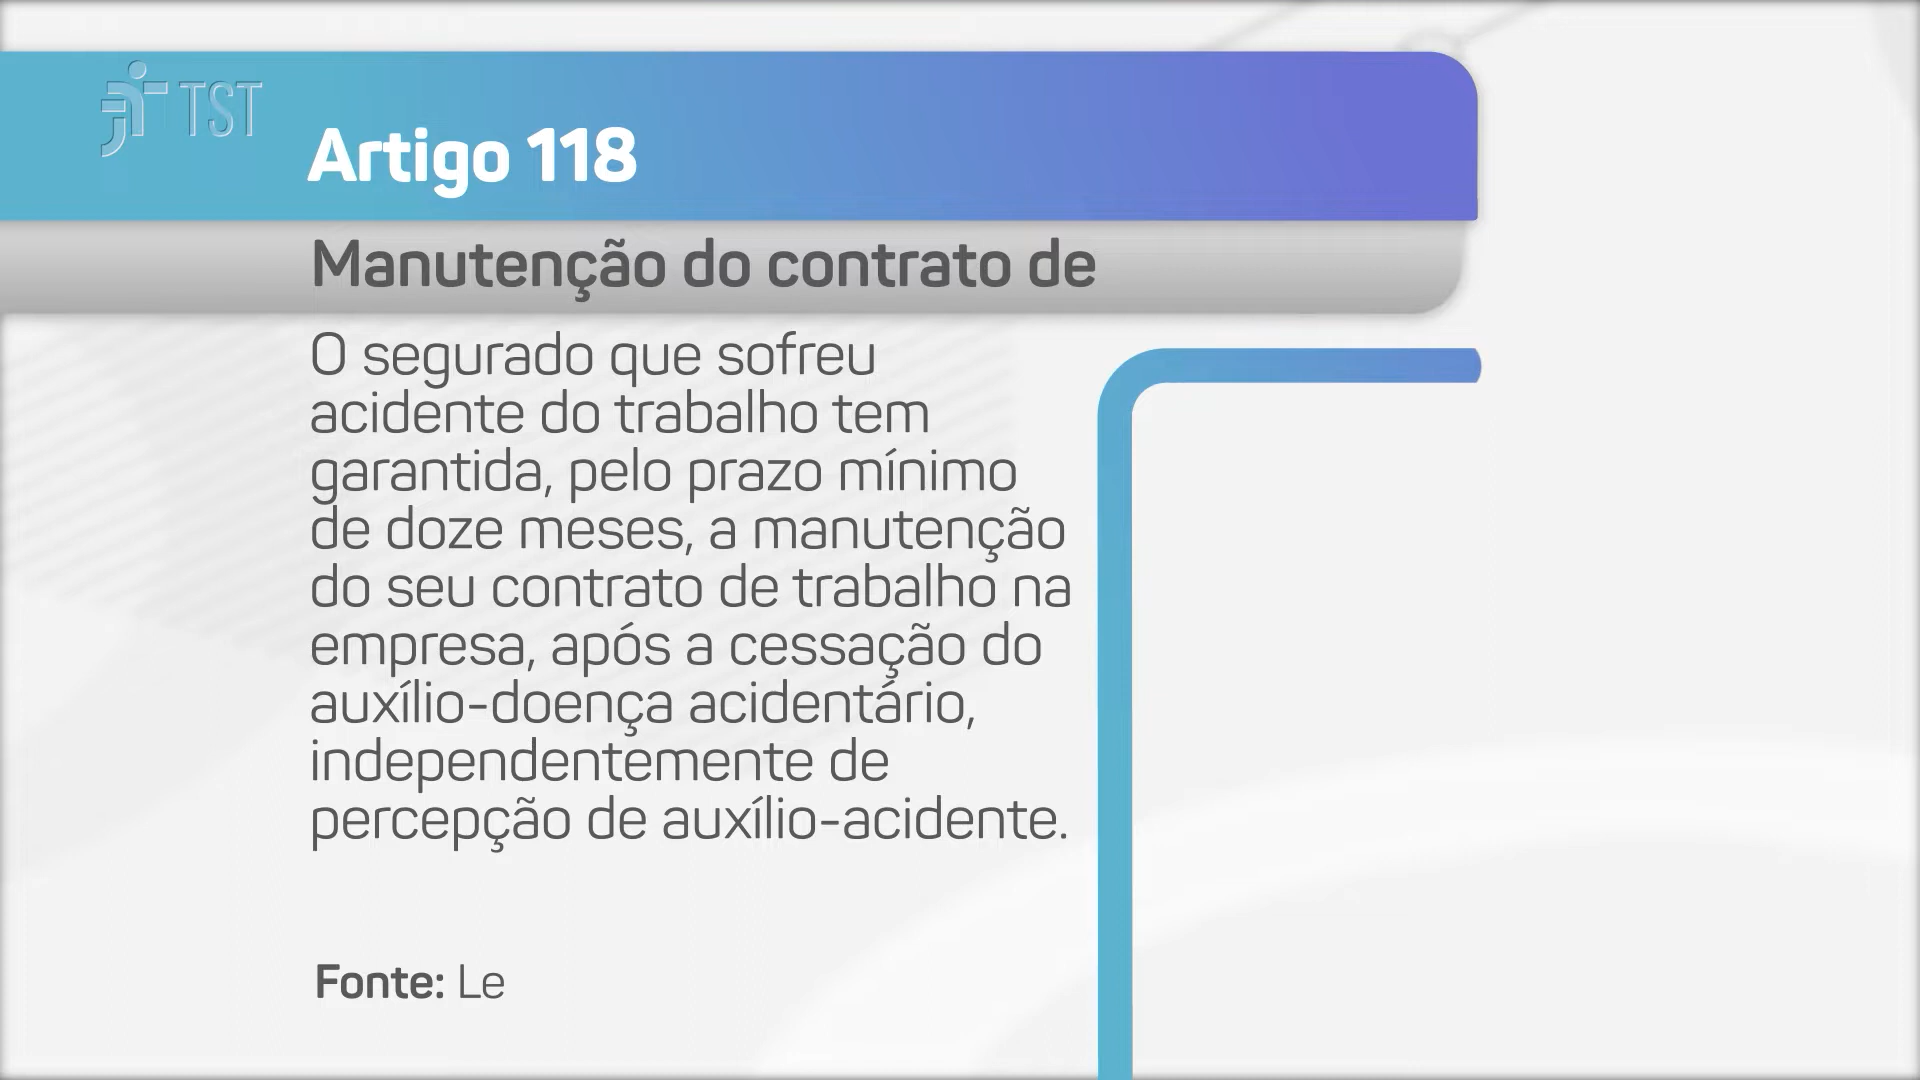 TST
Artigo 118
Manutenção do contrato de
O segurado que sofreu
acidente do trabalho tem
garantida, pelo prazo mínimo
de doze meses, a manutenção
do seu contrato de trabalho na
empresa, após a cessação do
auxílio-doença acidentário,
independentemente de
percepção de auxílio-acidente.
Fonte: Le